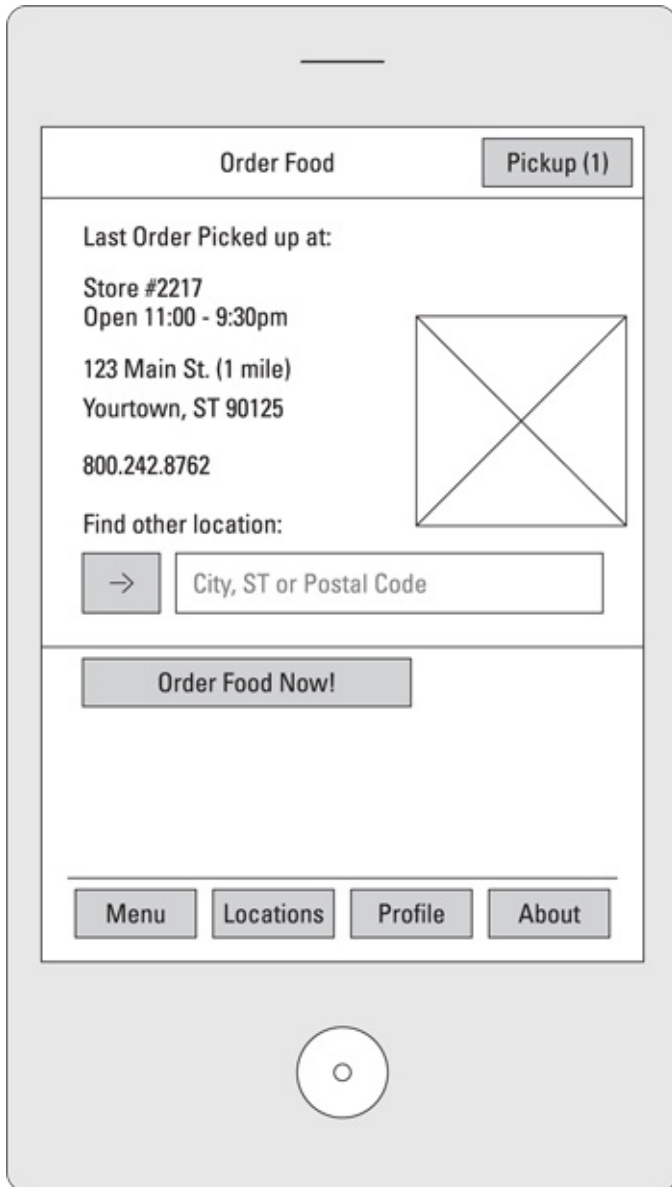 Order Food
Pickup (1)
Last Order Picked up at:
Store #2217
Open 11:00 - 9:30pm
123 Main St. (1 mile)
Yourtown, ST 90125
800.242.8762
Find other location:
City, ST or Postal Code
Order Food Now!
Menu
Locations
Profile
About